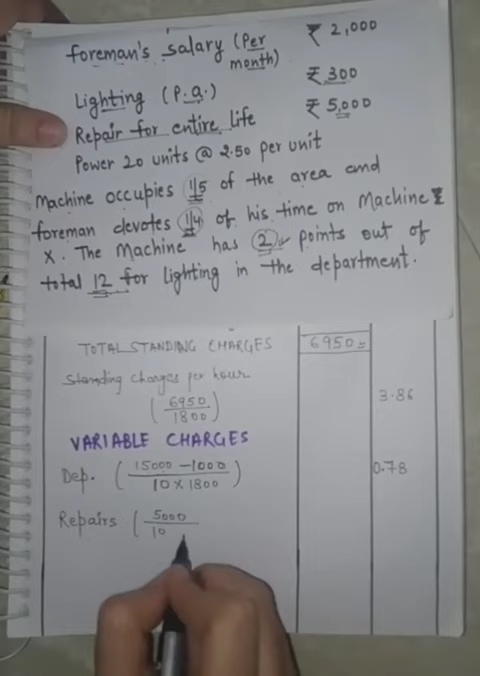 foreman's salary (Per month) ₹ 2,000
Lighting (P.a.) ₹ 300
Repair for entire life ₹ 5,000
Power 20 units @ 2.50 per unit
Machine occupies 1/5 of the area and
foreman devotes 1/4 of his time on Machine
X. The Machine has 2 points out of
total 12 for lighting in the department.
TOTAL STANDING CHARGES 6950
Standing charges per hour
(6950/1800) 3.86
VARIABLE CHARGES
Dep. (15000 - 1000/10 x 1800) 0.78
Repairs (5000/10